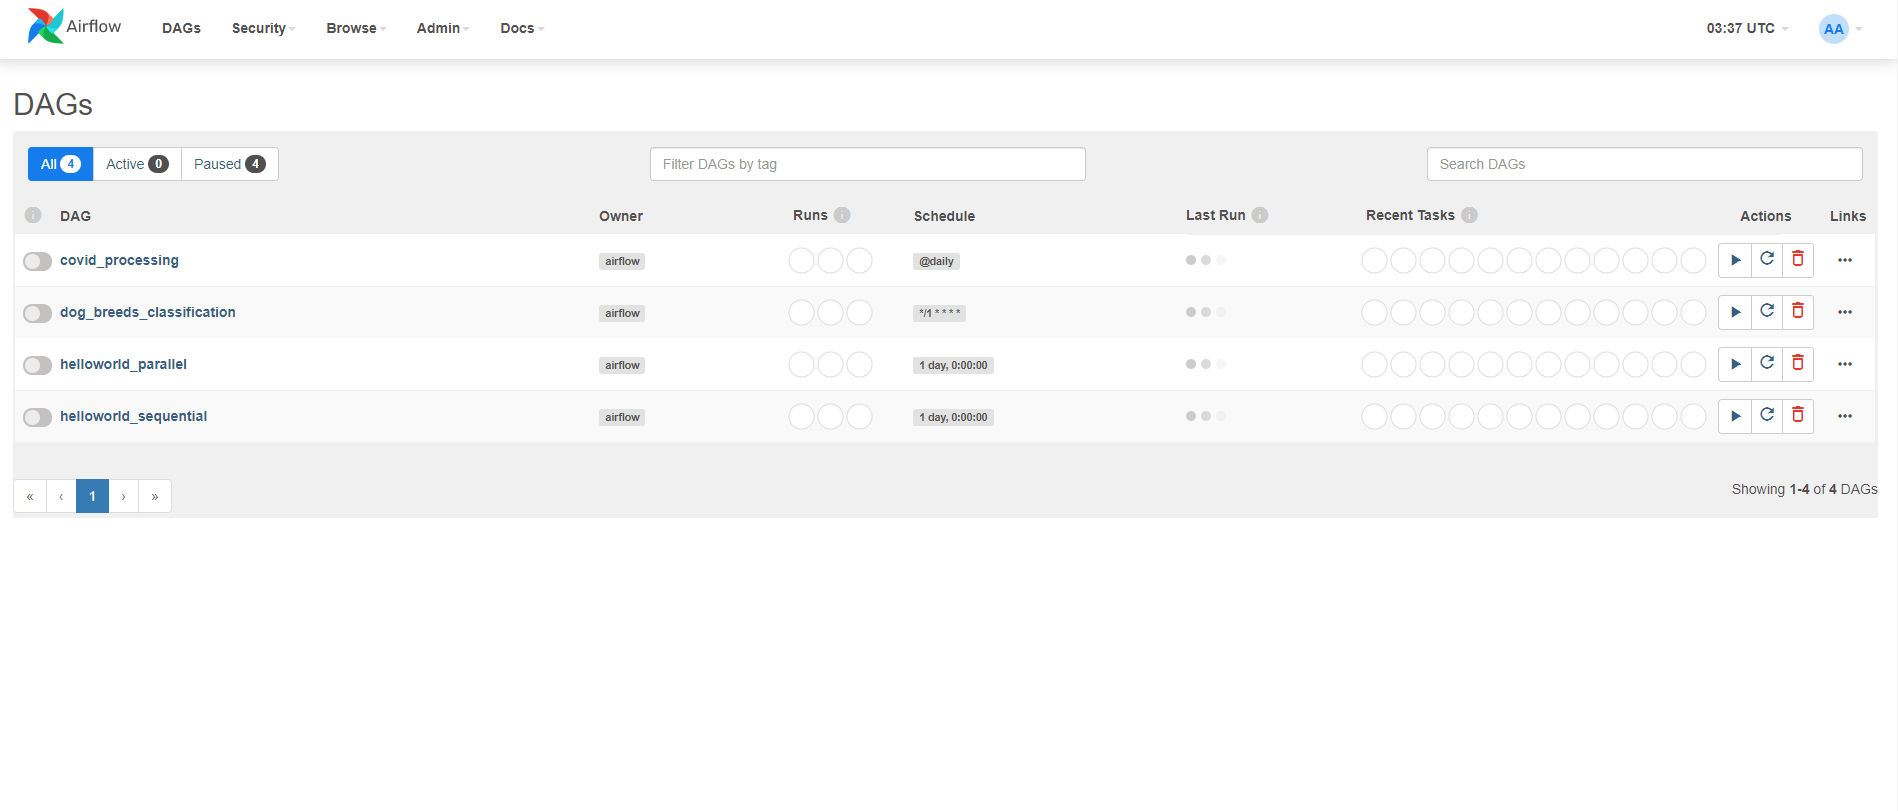 Airflow DAGs Security Browse Admin Docs 03:37 UTC AA
DAGs
All 4 Active 0 Paused 4 Filter DAGs by tag Search DAGs
i DAG Owner Runs i Schedule Last Run i Recent Tasks i Actions Links
covid_processing airflow @daily
dog_breeds_classification airflow */1 * * * *
helloworld_parallel airflow 1 day, 0:00:00
helloworld_sequential airflow 1 day, 0:00:00
« ‹ 1 › » Showing 1-4 of 4 DAGs